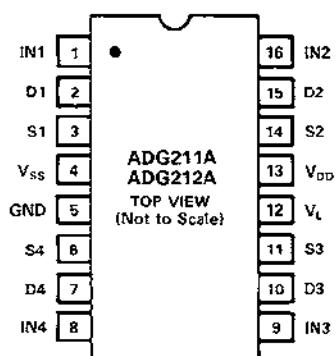 IN1 1 16 IN2
D1 2 15 D2
S1 3 14 S2
VSS 4 13 VDD
GND 5 12 VL
S4 6 11 S3
D4 7 10 D3
IN4 8 9 IN3
ADG211A
ADG212A
TOP VIEW
(Not to Scale)